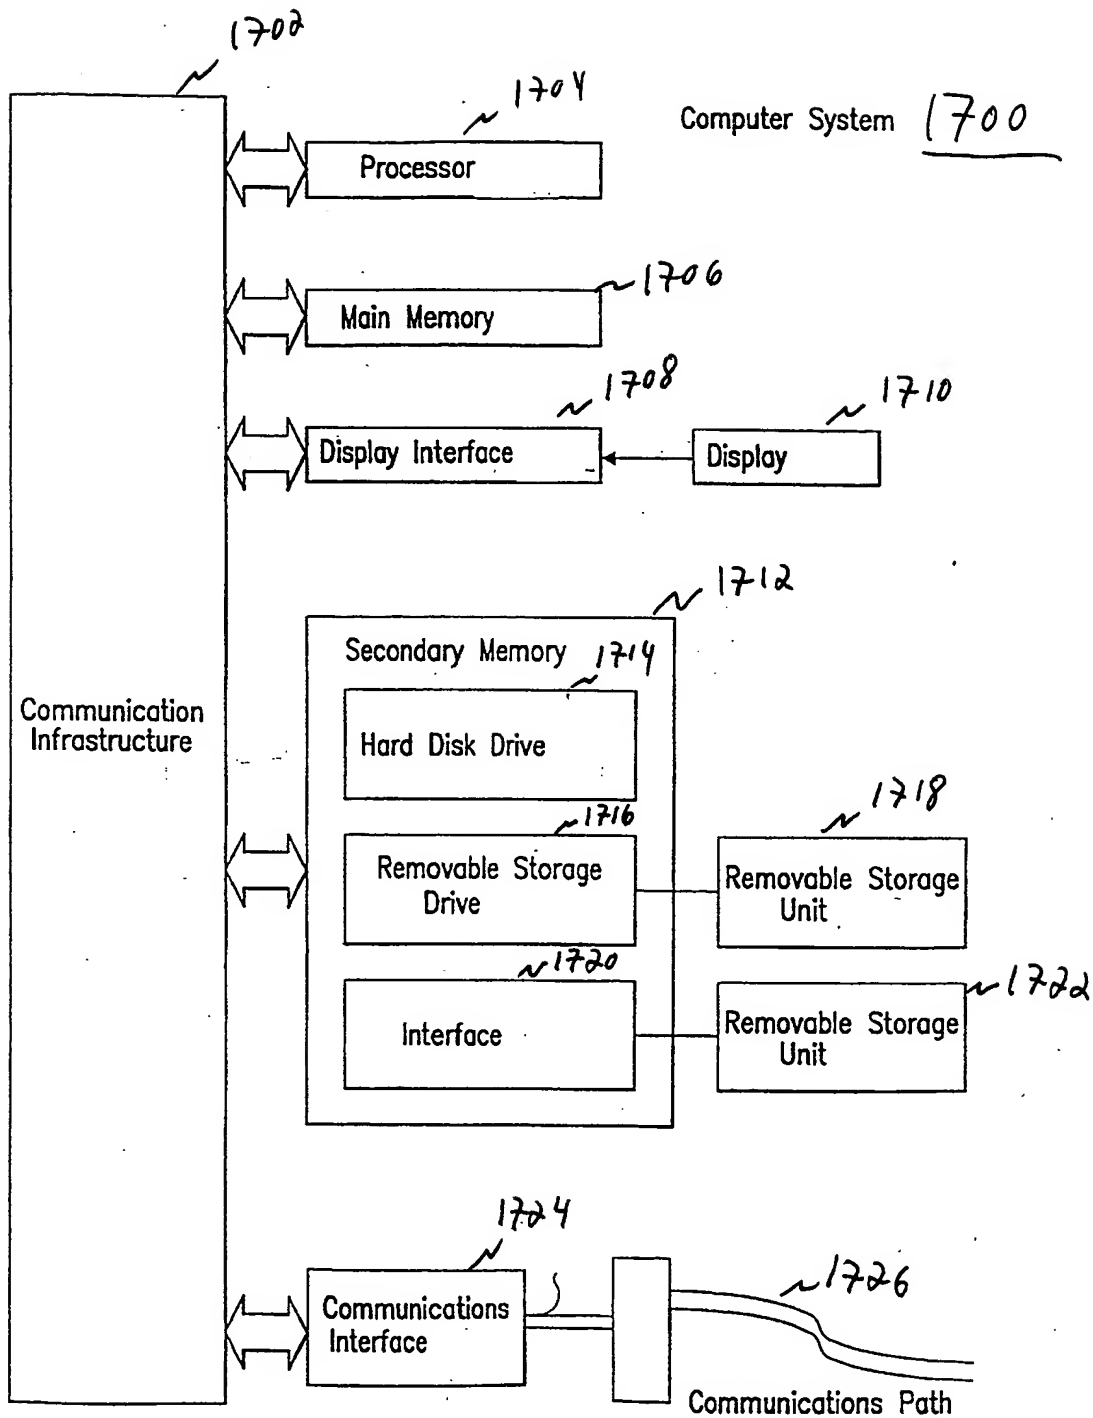 1702
1704
Computer System 1700
Processor
1706
Main Memory
1708
1710
Display Interface
Display
1712
Secondary Memory
1714
Communication
Infrastructure
Hard Disk Drive
1716
1718
Removable Storage
Drive
Removable Storage
Unit
1720
1722
Interface
Removable Storage
Unit
1724
1726
Communications
Interface
Communications Path